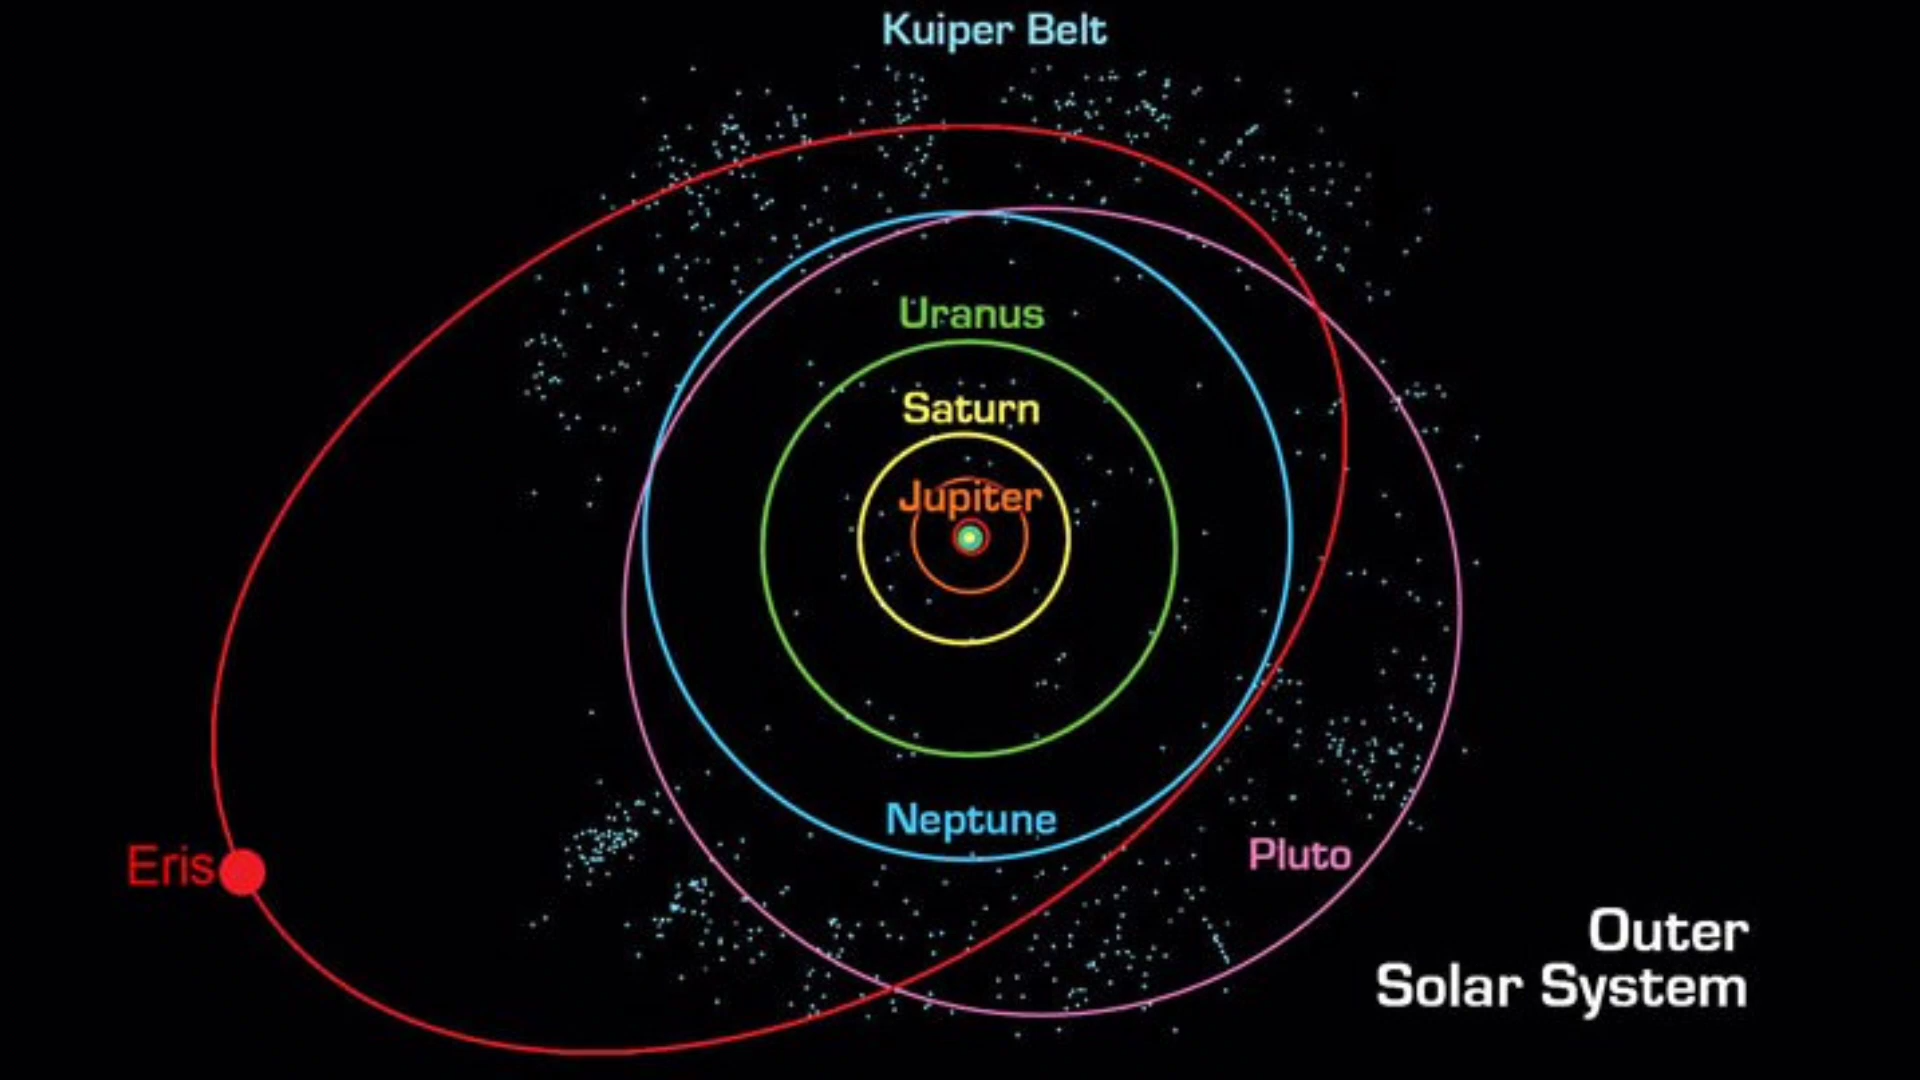 Kuiper Belt
Uranus
Saturn
Jupiter
Neptune
Pluto
Eris
Outer
Solar System